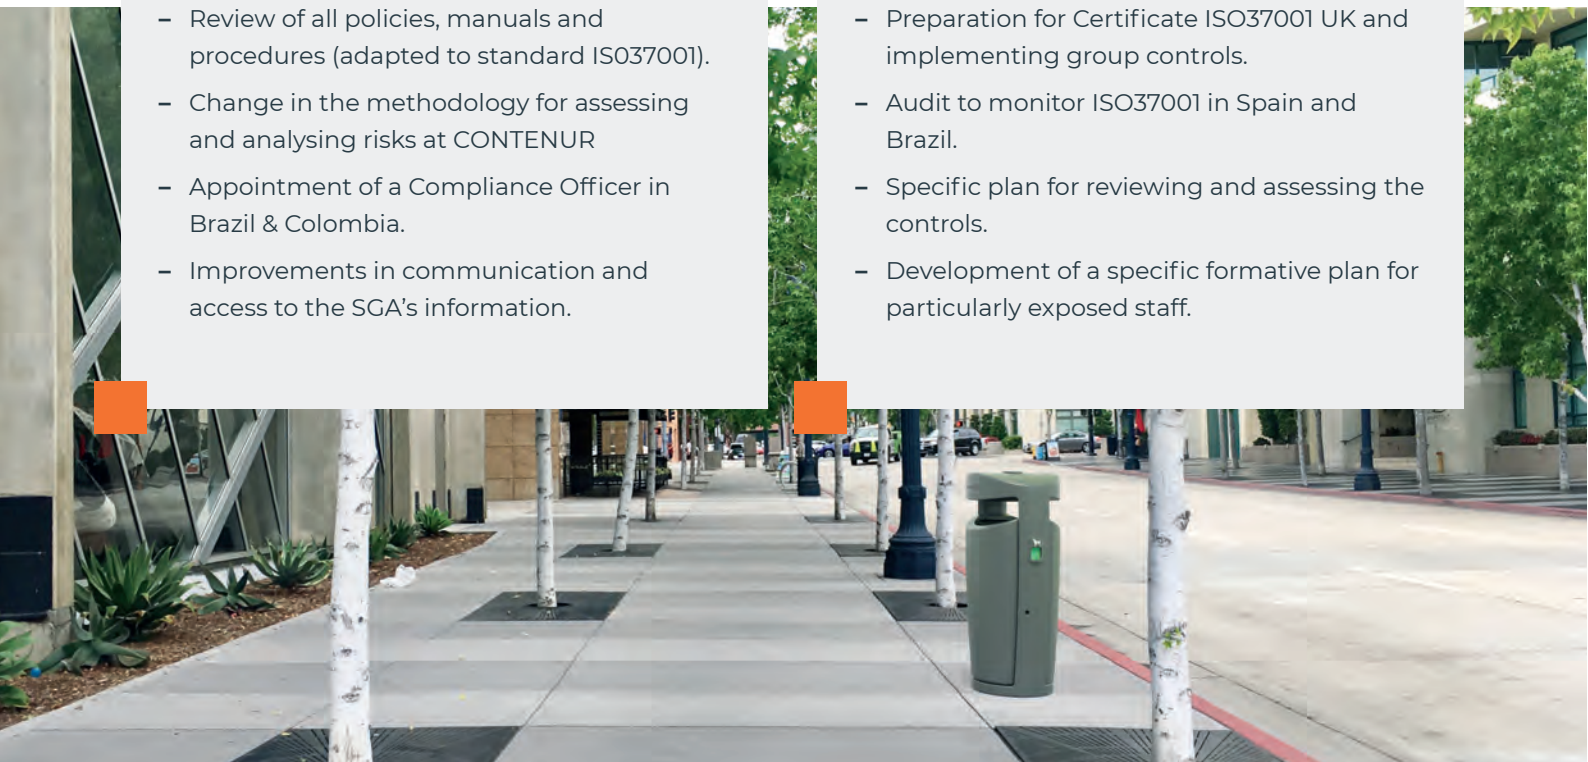 – Review of all policies, manuals and
procedures (adapted to standard IS037001).
– Change in the methodology for assessing
and analysing risks at CONTENUR
– Appointment of a Compliance Officer in
Brazil & Colombia.
– Improvements in communication and
access to the SGA’s information.
– Preparation for Certificate ISO37001 UK and
implementing group controls.
– Audit to monitor ISO37001 in Spain and
Brazil.
– Specific plan for reviewing and assessing the
controls.
– Development of a specific formative plan for
particularly exposed staff.